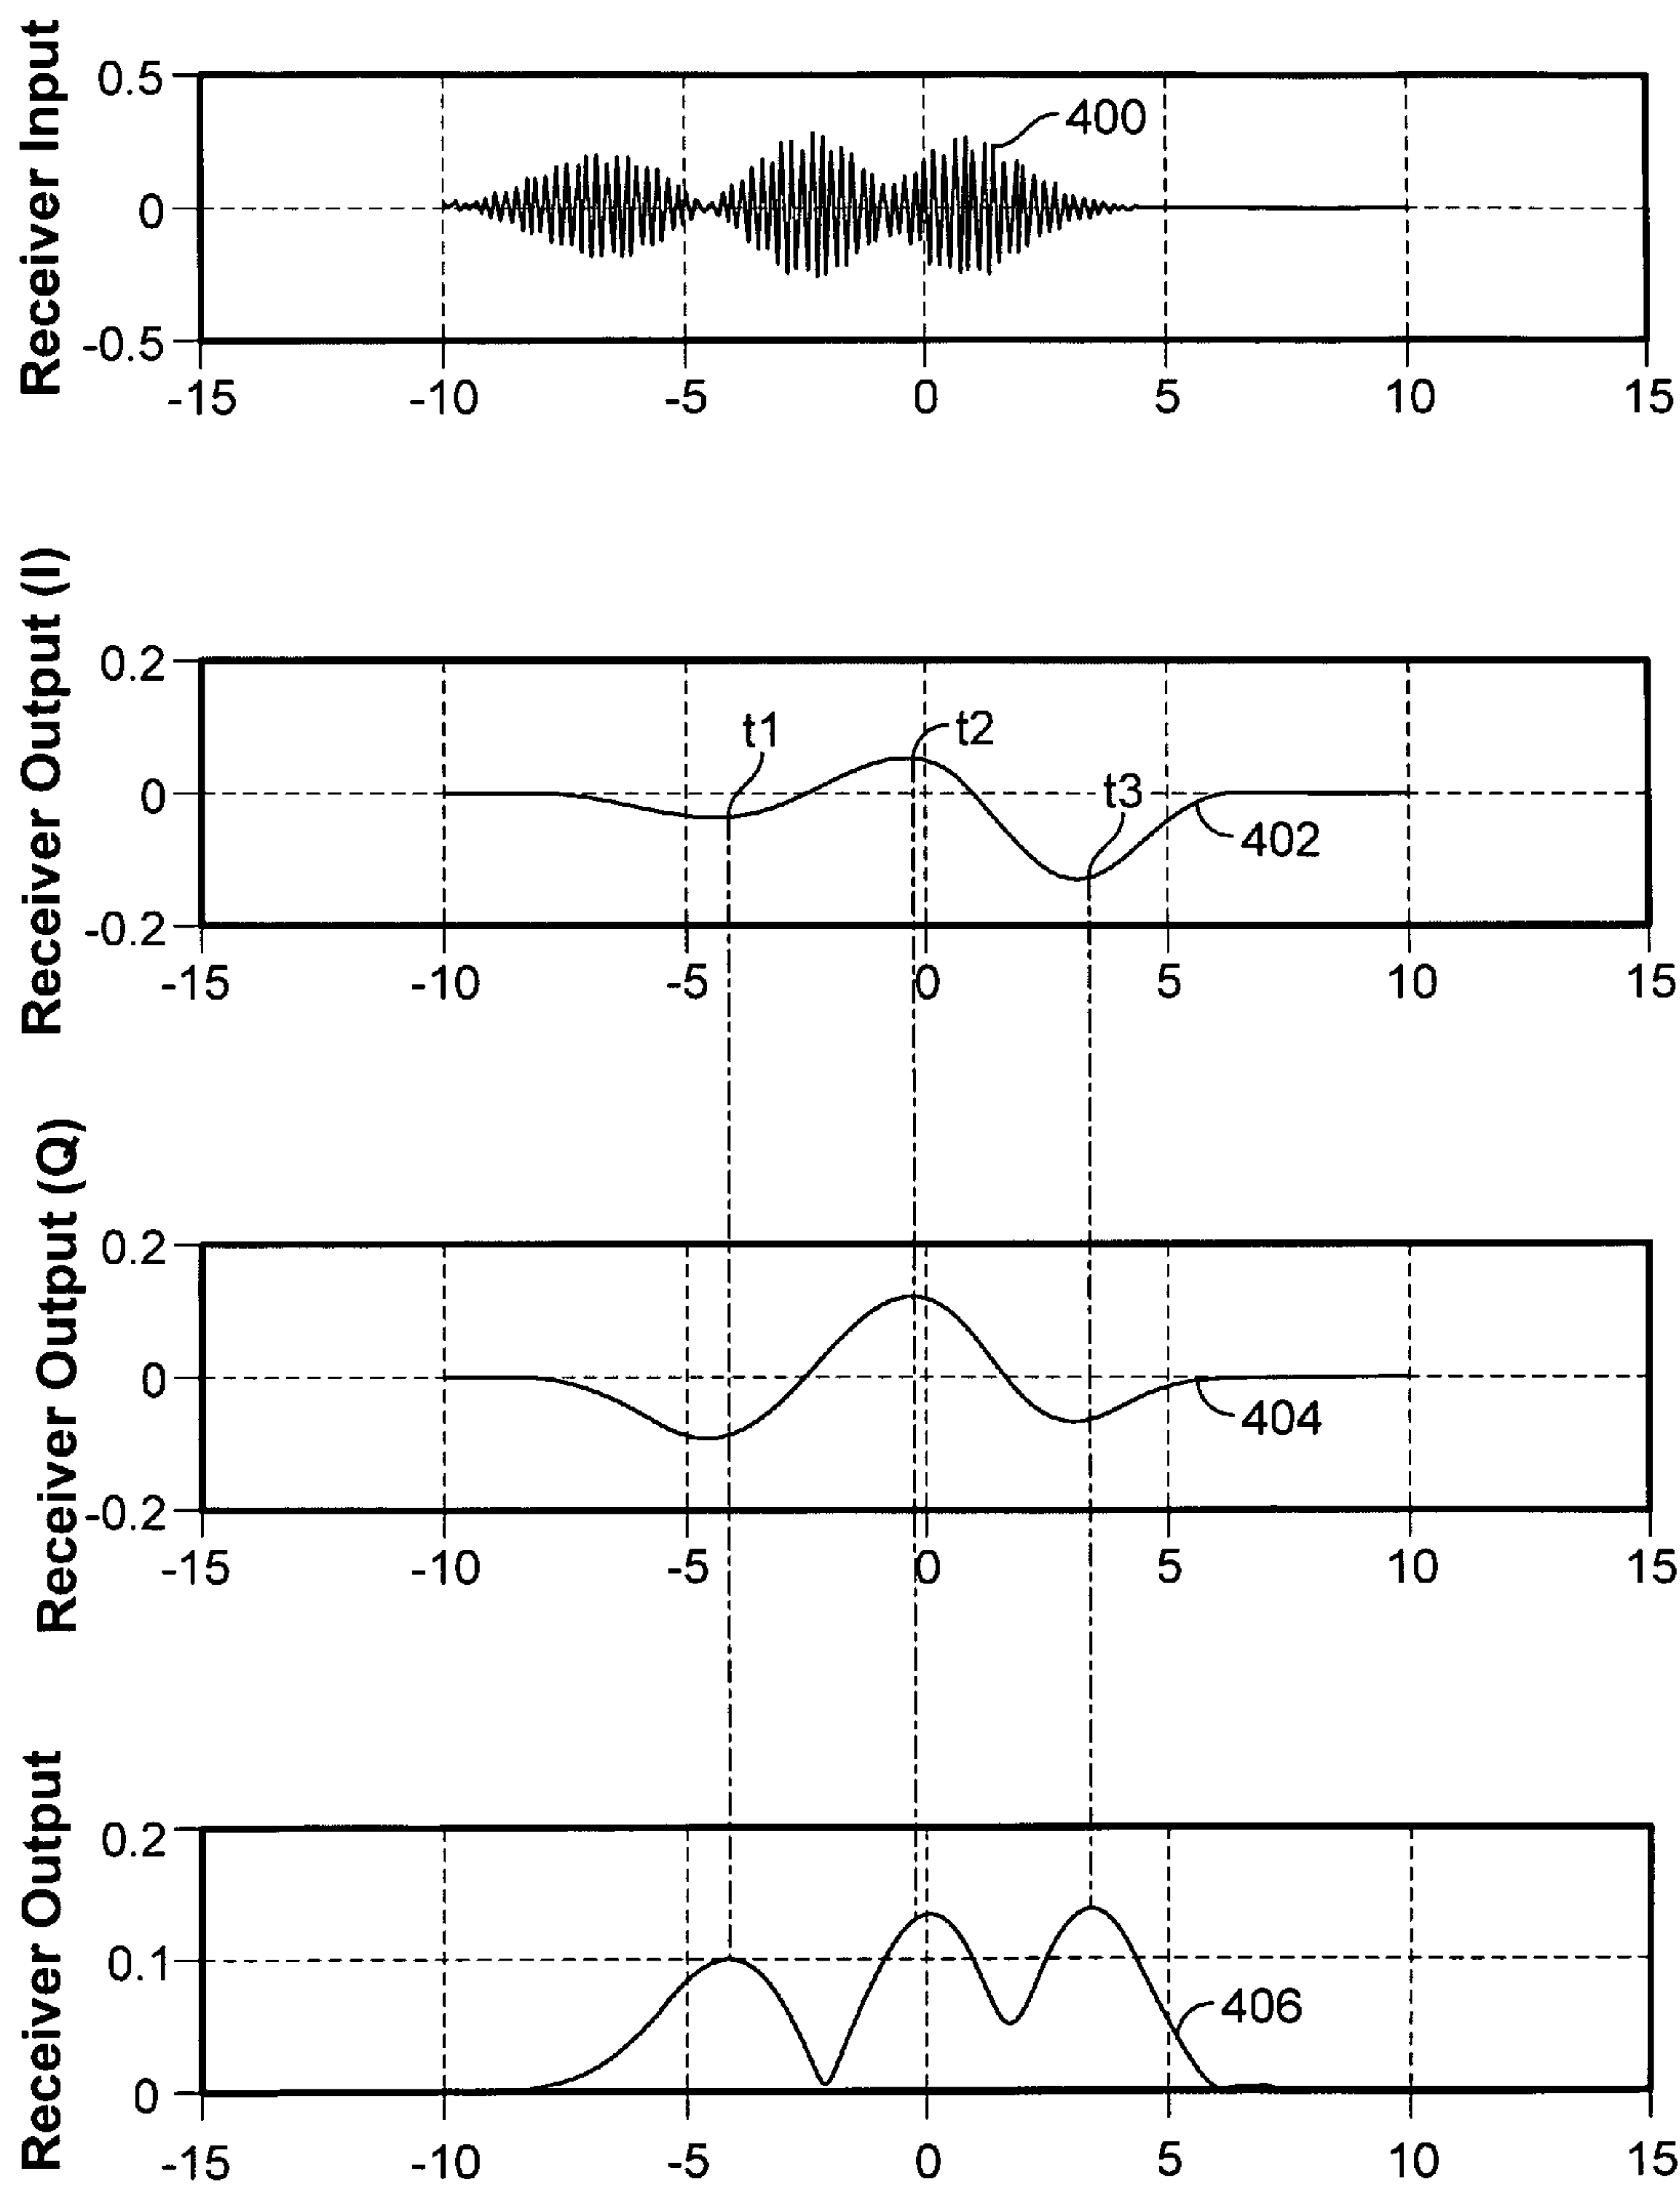 Receiver Input
0.5
0
-0.5
400
-15 -10 -5 0 5 10 15
Receiver Output (I)
0.2
0
-0.2
t1
t2
t3
402
-15 -10 -5 0 5 10 15
Receiver Output (Q)
0.2
0
-0.2
404
-15 -10 -5 0 5 10 15
Receiver Output
0.2
0.1
0
406
-15 -10 -5 0 5 10 15